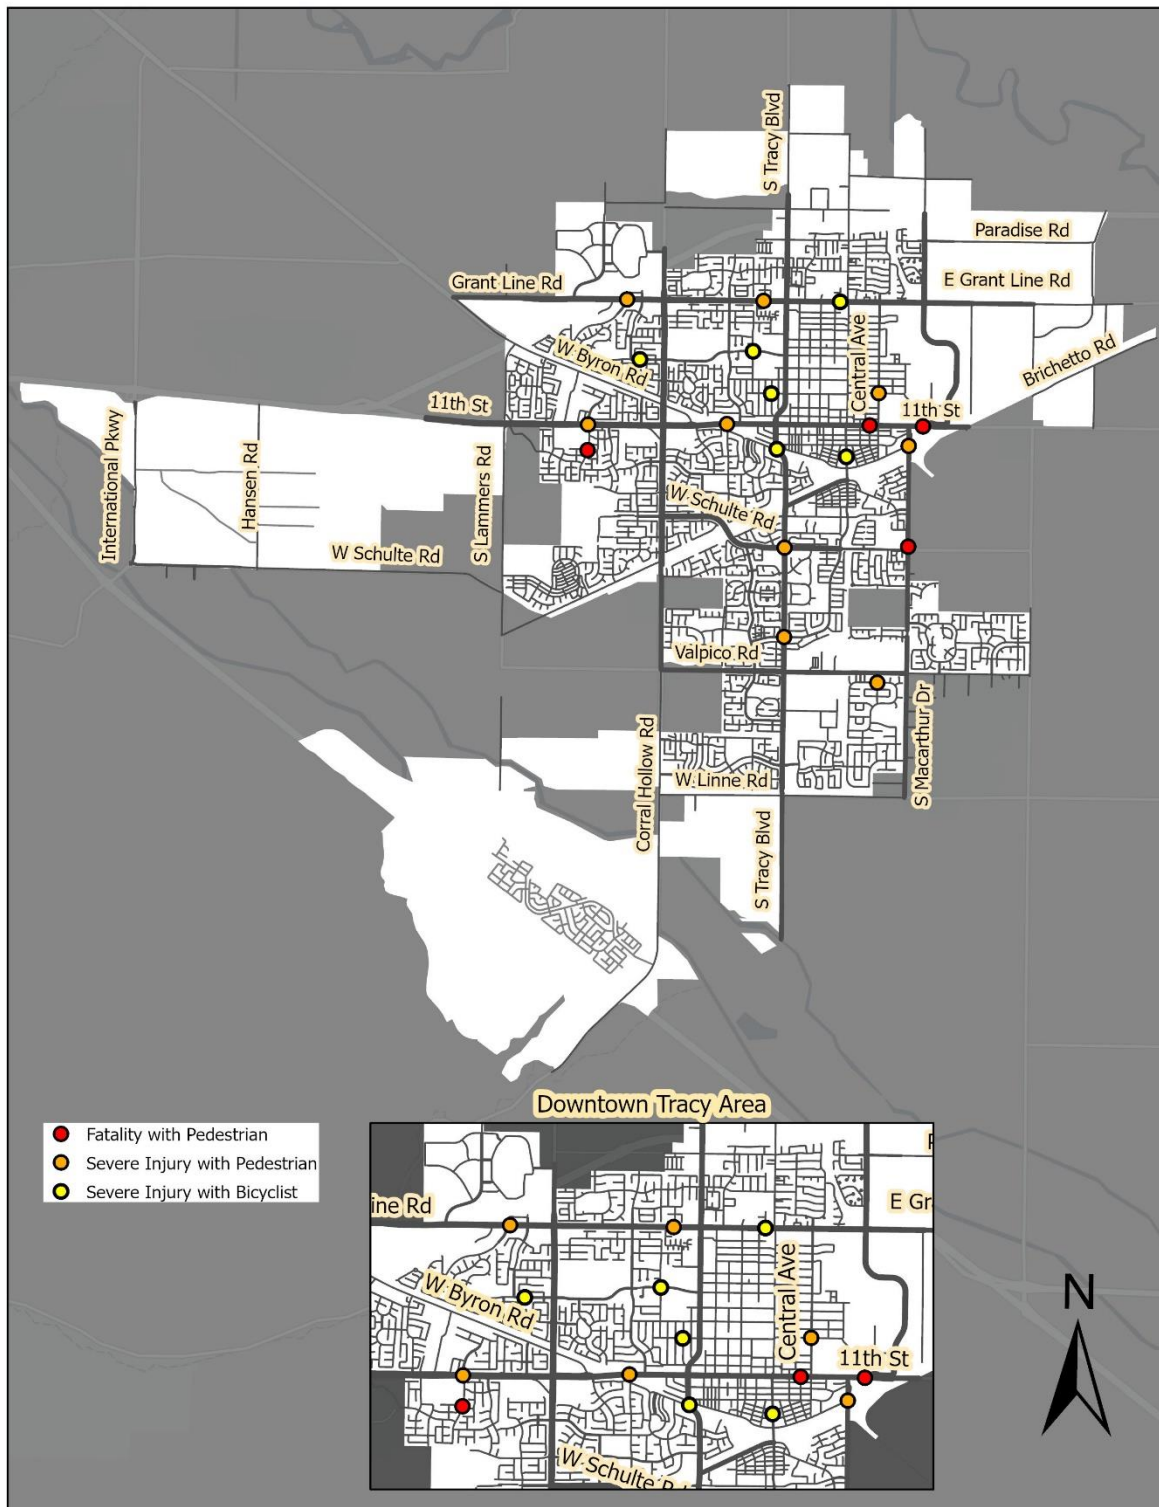 S Tracy Blvd
Paradise Rd
Grant Line Rd
E Grant Line Rd
W Byron Rd
Central Ave
Brichetto Rd
11th St
11th St
International Pkwy
Hansen Rd
S Lammers Rd
W Schulte Rd
W Schulte Rd
Valpico Rd
Corral Hollow Rd
S Macarthur Dr
W Linne Rd
S Tracy Blvd
Downtown Tracy Area
Fatality with Pedestrian
Severe Injury with Pedestrian
Severe Injury with Bicyclist
ine Rd
E Gr
W Byron Rd
Central Ave
11th St
W Schulte Rd
N